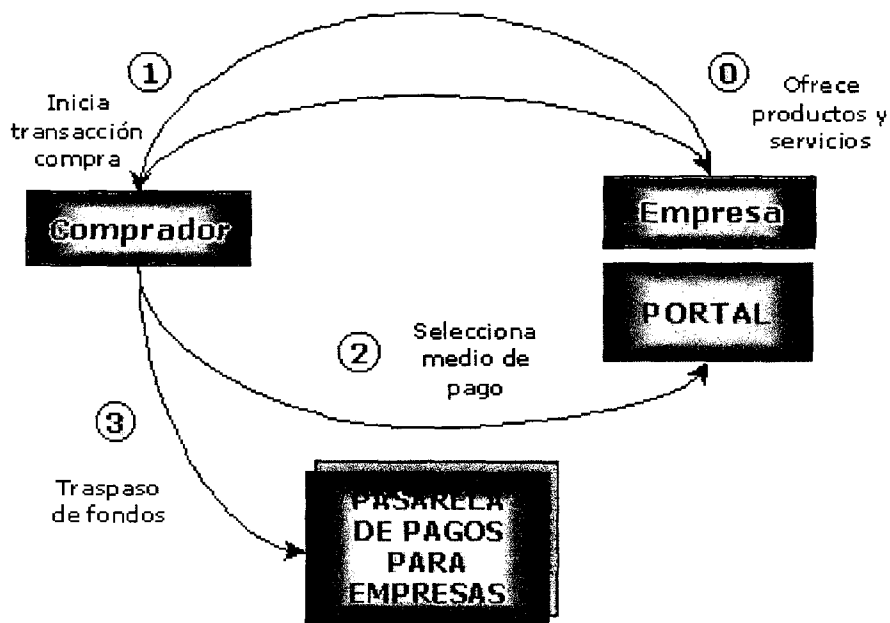 1
Inicia
transacción
compra
0
Ofrece
productos y
servicios
Comprador
Empresa
PORTAL
2
Selecciona
medio de
pago
3
Traspaso
de fondos
PASARELA
DE PAGOS
PARA
EMPRESAS